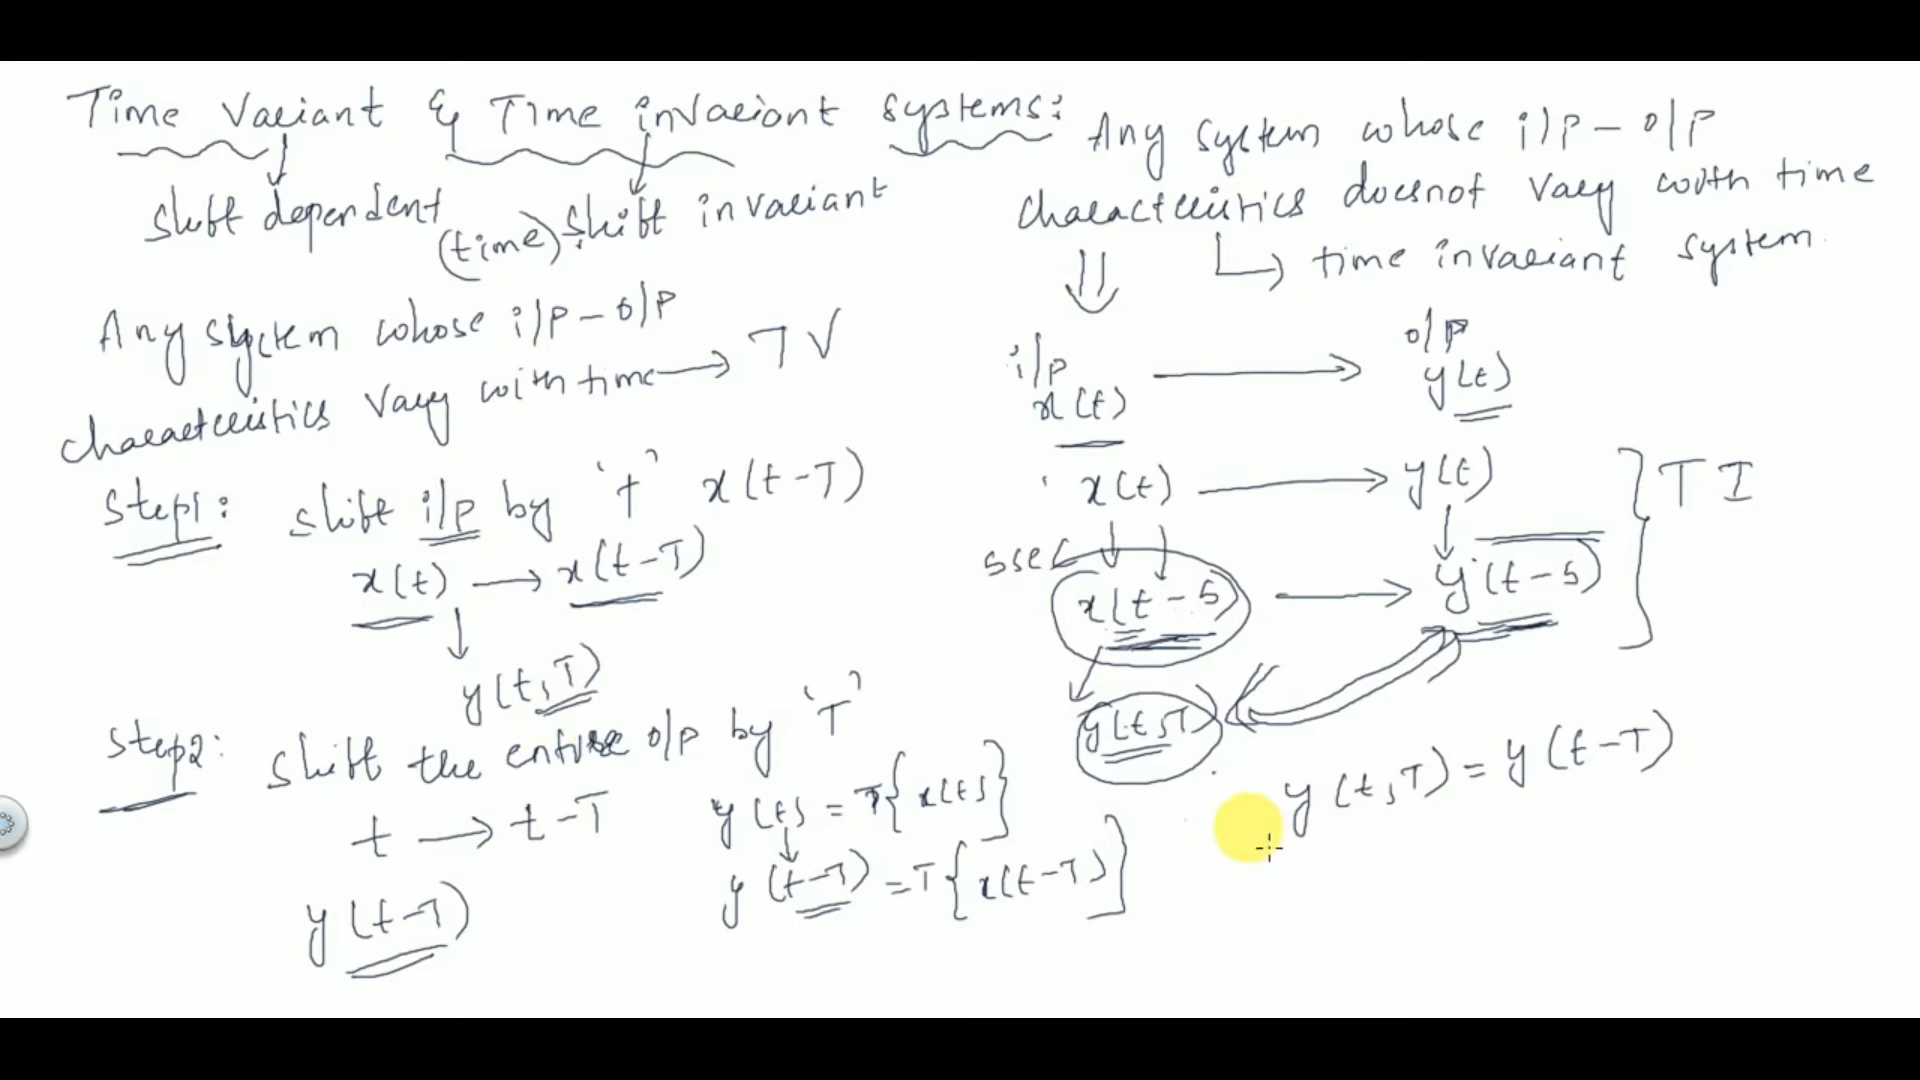 Time Variant & Time invariant systems:
shift dependent
(time) shift invariant
Any system whose i/p - o/p
characteristics vary with time → TV
Step1: shift i/p by 'T' x(t-T)
x(t) → x(t-T)
y(t,T)
Step2: shift the entire o/p by 'T'
t → t-T
y(t-T)
y(t) = T{x(t)}
y(t-T) = T{x(t-T)}
Any system whose i/p - o/p
characteristics doesnot vary with time
↳ time invariant system
i/p → o/p
x(t) y(t)
x(t) → y(t)
5sec
x(t-5) → y(t-5)
} TI
y(t,T)
y(t,T) = y(t-T)